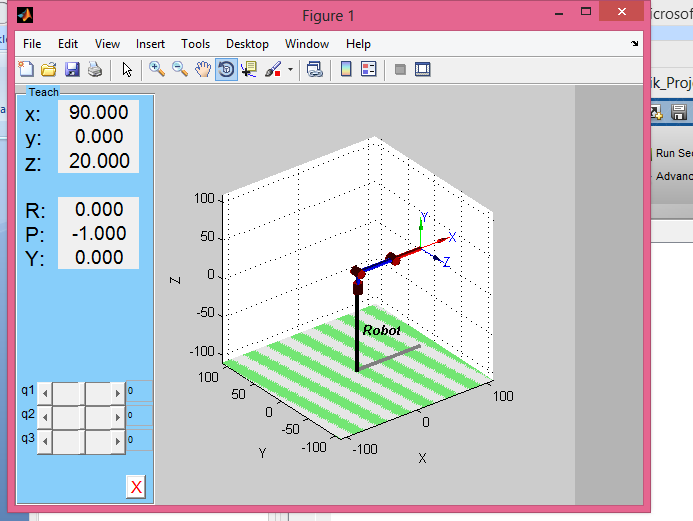 Figure 1
icrosof
File Edit View Insert Tools Desktop Window Help
ik_Proj
Run Sec
Advanc
Teach
x: 90.000
y: 0.000
z: 20.000
R: 0.000
P: -1.000
Y: 0.000
q1 0
q2 0
q3 0
X
100
50
0
-50
-100
Z
100
50
0
-50
-100
Y
-100
0
100
X
Robot
Y
X
Z